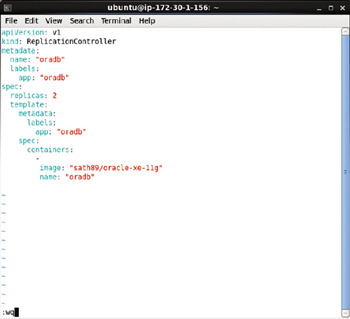 ubuntu@ip-172-30-1-156: ~
File Edit View Search Terminal Help
apiVersion: v1
kind: ReplicationController
metadata:
  name: "oradb"
  labels:
    app: "oradb"
spec:
  replicas: 2
  template:
    metadata:
      labels:
        app: "oradb"
    spec:
      containers:
        -
         image: "sath89/oracle-xe-11g"
         name: "oradb"
~
~
~
~
~
~
~
~
~
~
:wq